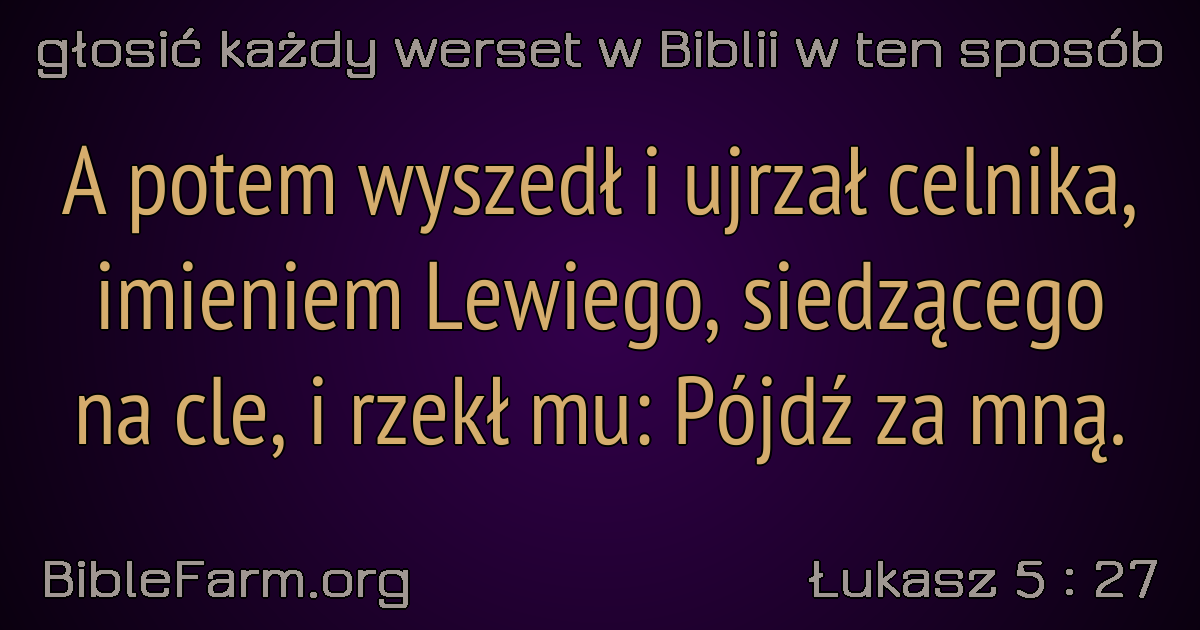 głosić każdy werset w Biblii w ten sposób
A potem wyszedł i ujrzał celnika,
imieniem Lewiego, siedzącego
na cle, i rzekł mu: Pójdź za mną.
BibleFarm.org
Łukasz 5 : 27